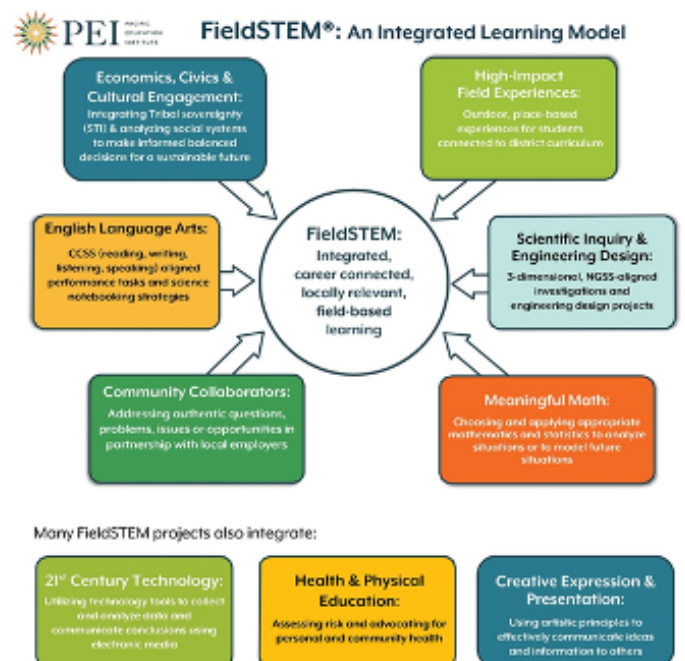 PEI PACIFIC
EDUCATION
INSTITUTE
FieldSTEM®: An Integrated Learning Model
Economics, Civics &
Cultural Engagement:
Integrating Tribal sovereignty
(STI) & analyzing social systems
to make informed balanced
decisions for a sustainable future
High-Impact
Field Experiences:
Outdoor, place-based
experiences for students
connected to district curriculum
English Language Arts:
CCSS (reading, writing,
listening, speaking) aligned
performance tasks and science
notebooking strategies
FieldSTEM:
Integrated,
career connected,
locally relevant,
field-based
learning
Scientific Inquiry &
Engineering Design:
3-dimensional, NGSS-aligned
investigations and
engineering design projects
Community Collaborators:
Addressing authentic questions,
problems, issues or opportunities in
partnership with local employers
Meaningful Math:
Choosing and applying appropriate
mathematics and statistics to analyze
situations or to model future
situations
Many FieldSTEM projects also integrate:
21st Century Technology:
Utilizing technology tools to collect
and analyze data and
communicate conclusions using
electronic media
Health & Physical
Education:
Assessing risk and advocating for
personal and community health
Creative Expression &
Presentation:
Using artistic principles to
effectively communicate ideas
and information to others